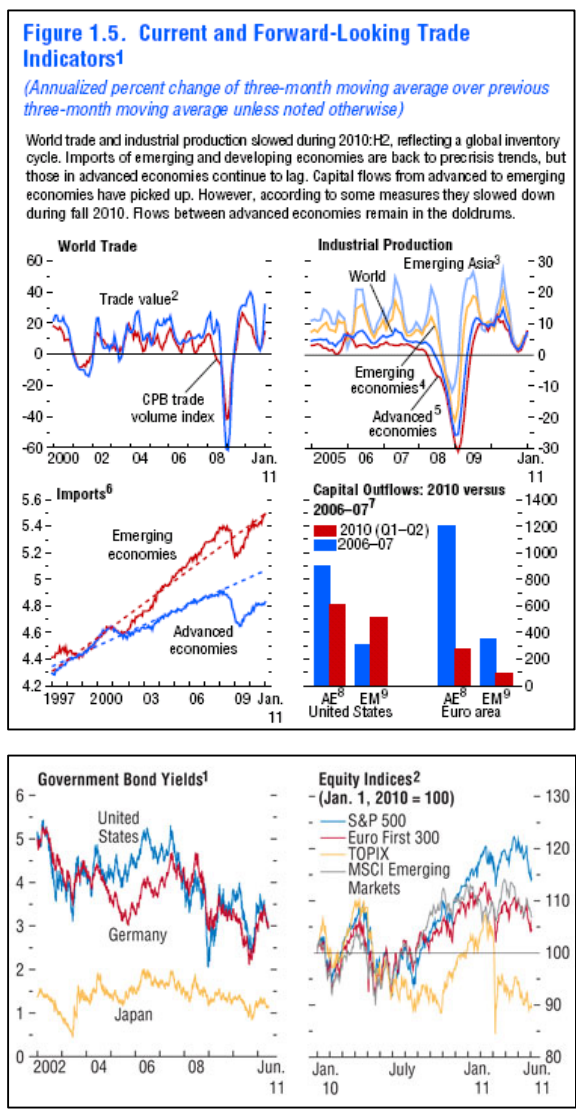 Figure 1.5. Current and Forward-Looking Trade
Indicators1
(Annualized percent change of three-month moving average over previous
three-month moving average unless noted otherwise)
World trade and industrial production slowed during 2010:H2, reflecting a global inventory
cycle. Imports of emerging and developing economies are back to precrisis trends, but
those in advanced economies continue to lag. Capital flows from advanced to emerging
economies have picked up. However, according to some measures they slowed down
during fall 2010. Flows between advanced economies remain in the doldrums.
World Trade
60
40
20
0
-20
-40
-60
Trade value2
CPB trade
volume index
2000 02 04 06 08 Jan.
11
Industrial Production
30
20
10
0
-10
-20
-30
Emerging Asia3
World
Emerging
economies4
Advanced5
economies
2005 06 07 08 09 Jan.
11
Imports6
5.6
5.4
5.2
5
4.8
4.6
4.4
4.2
Emerging
economies
Advanced
economies
1997 2000 03 06 09 Jan.
11
Capital Outflows: 2010 versus
2006–077
2010 (Q1–Q2)
2006–07
1400
1200
1000
800
600
400
200
0
AE8 EM9 AE8 EM9
United States Euro area
Government Bond Yields1
6
5
4
3
2
1
0
United
States
Germany
Japan
2002 04 06 08 Jun.
11
Equity Indices2
(Jan. 1, 2010 = 100)
S&P 500
Euro First 300
TOPIX
MSCI Emerging
Markets
130
120
110
100
90
80
Jan. July Jan. Jun.
10 11 11